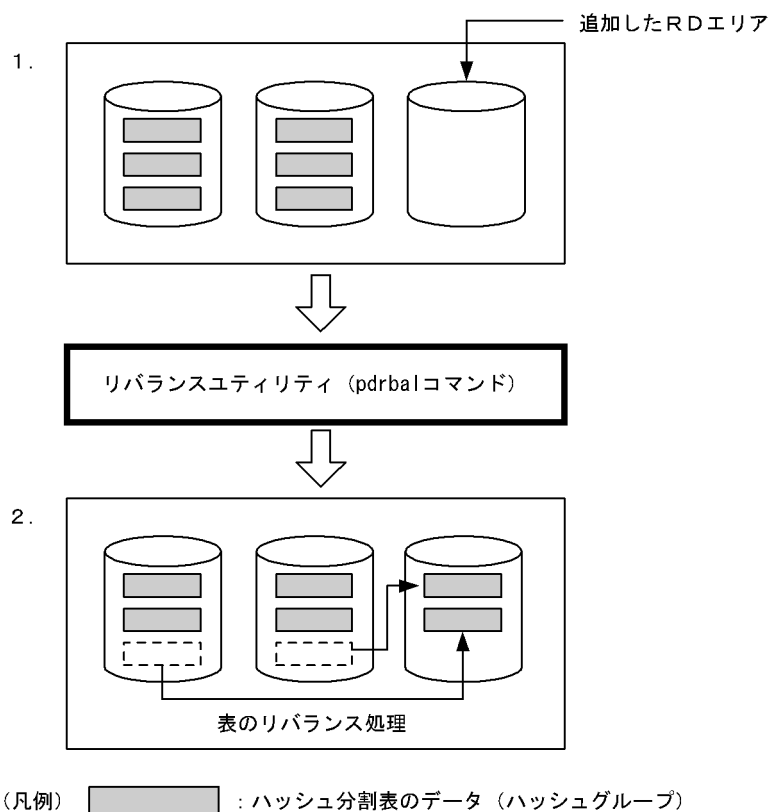 追加したＲＤエリア
１.
リバランスユティリティ（pdrbalコマンド）
２.
表のリバランス処理
（凡例）　：ハッシュ分割表のデータ（ハッシュグループ）